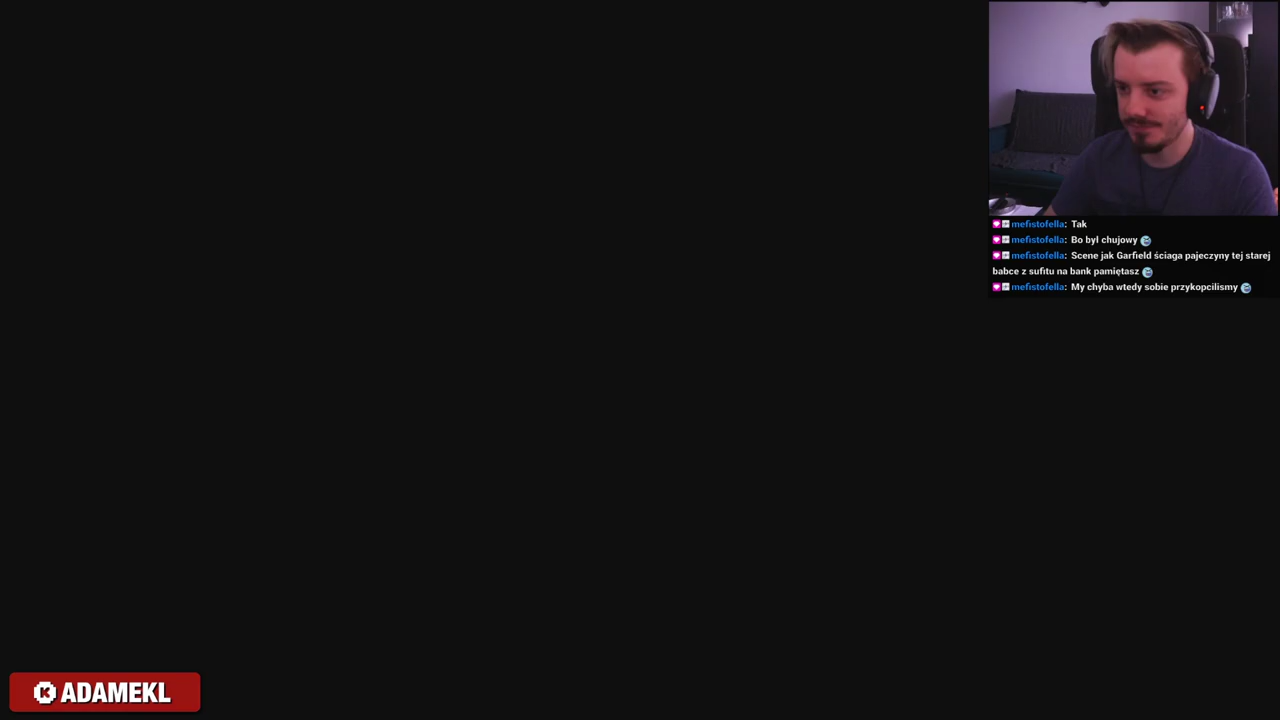 mefistofella: Tak
mefistofella: Bo był chujowy
mefistofella: Scene jak Garfield ściaga pajeczyny tej starej
babce z sufitu na bank pamiętasz
mefistofella: My chyba wtedy sobie przykopcilismy
ADAMEKL